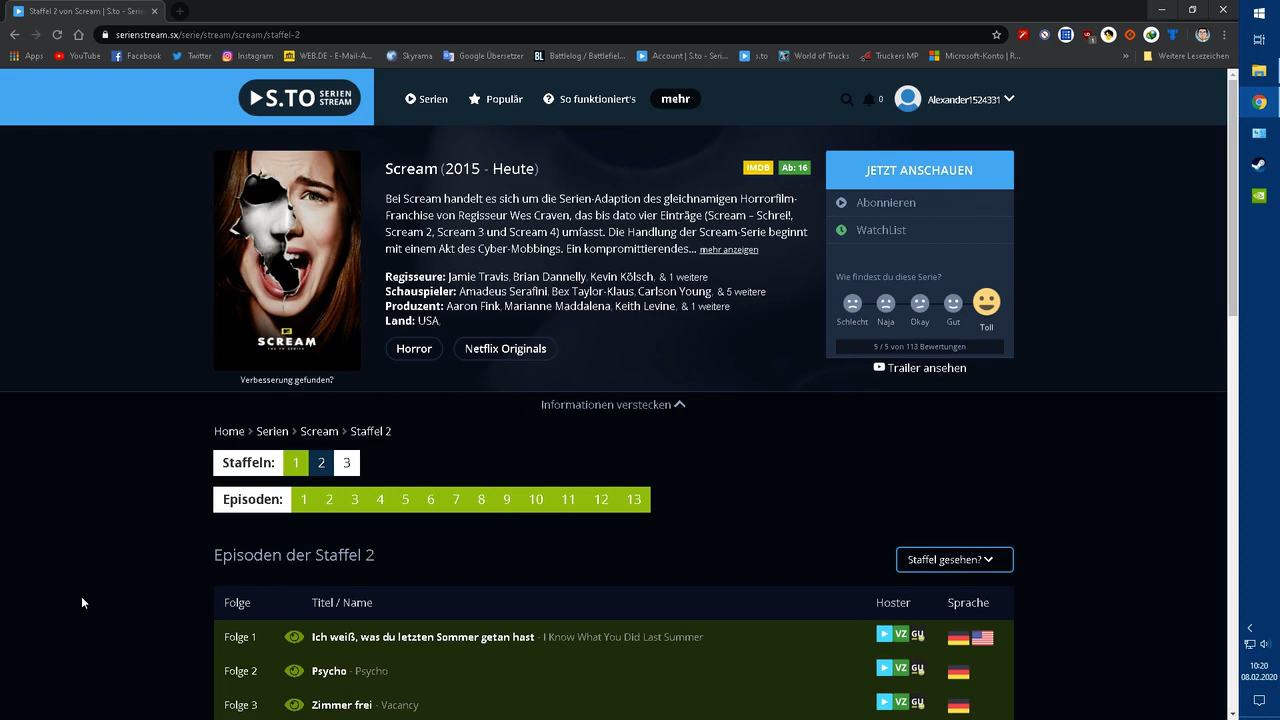 Staffel 2 von Scream | S.to - Serie
serienstream.sx/serie/stream/scream/staffel-2
Apps YouTube Facebook Twitter Instagram WEB.DE - E-Mail-A... Skyrama Google Übersetzer Battlelog / Battlefiel... Account | S.to - Seri... s.to World of Trucks Truckers MP Microsoft-Konto | R... » Weitere Lesezeichen
S.TO SERIEN STREAM Serien Populär So funktioniert's mehr 0 Alexander1524331
Scream (2015 - Heute) IMDB Ab: 16
Bei Scream handelt es sich um die Serien-Adaption des gleichnamigen Horrorfilm-
Franchise von Regisseur Wes Craven, das bis dato vier Einträge (Scream – Schrei!,
Scream 2, Scream 3 und Scream 4) umfasst. Die Handlung der Scream-Serie beginnt
mit einem Akt des Cyber-Mobbings. Ein kompromittierendes... mehr anzeigen
Regisseure: Jamie Travis, Brian Dannelly, Kevin Kölsch, & 1 weitere
Schauspieler: Amadeus Serafini, Bex Taylor-Klaus, Carlson Young, & 5 weitere
Produzent: Aaron Fink, Marianne Maddalena, Keith Levine, & 1 weitere
Land: USA,
Horror Netflix Originals
SCREAM
THE TV SERIES
Verbesserung gefunden?
JETZT ANSCHAUEN
Abonnieren
WatchList
Wie findest du diese Serie?
Schlecht Naja Okay Gut Toll
5 / 5 von 113 Bewertungen
Trailer ansehen
Informationen verstecken
Home > Serien > Scream > Staffel 2
Staffeln: 1 2 3
Episoden: 1 2 3 4 5 6 7 8 9 10 11 12 13
Episoden der Staffel 2 Staffel gesehen?
Folge Titel / Name Hoster Sprache
Folge 1 Ich weiß, was du letzten Sommer getan hast - I Know What You Did Last Summer VZ GU
Folge 2 Psycho - Psycho VZ GU
Folge 3 Zimmer frei - Vacancy VZ GU
10:20
08.02.2020